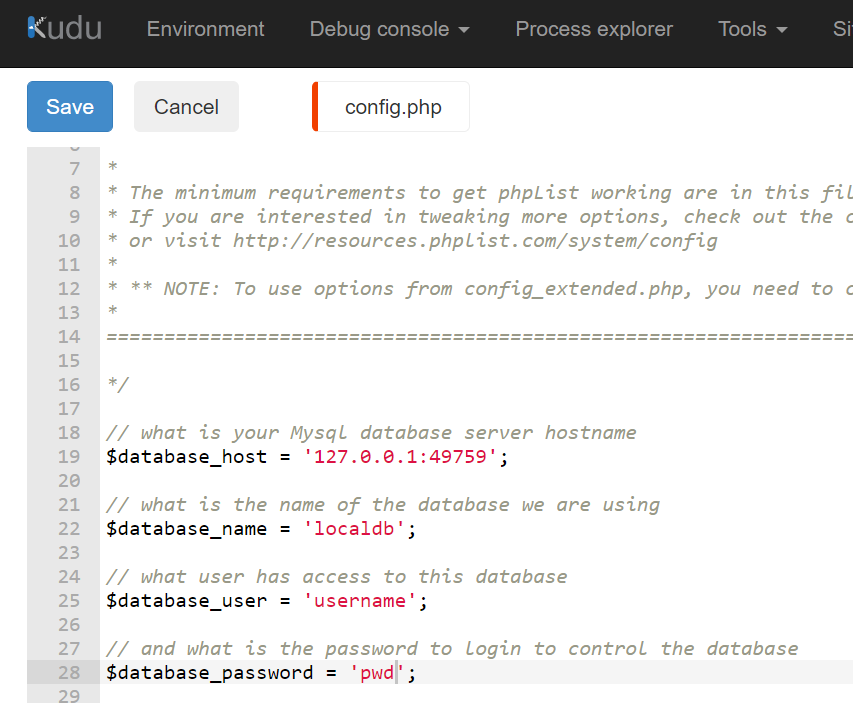 Kudu Environment Debug console Process explorer Tools
Save Cancel config.php
7 *
8 * The minimum requirements to get phpList working are in this
9 * If you are interested in tweaking more options, check out the
10 * or visit http://resources.phplist.com/system/config
11 *
12 * ** NOTE: To use options from config_extended.php, you need to
13 *
14 ==================================================================
15
16 */
17
18 // what is your Mysql database server hostname
19 $database_host = '127.0.0.1:49759';
20
21 // what is the name of the database we are using
22 $database_name = 'localdb';
23
24 // what user has access to this database
25 $database_user = 'username';
26
27 // and what is the password to login to control the database
28 $database_password = 'pwd';
29